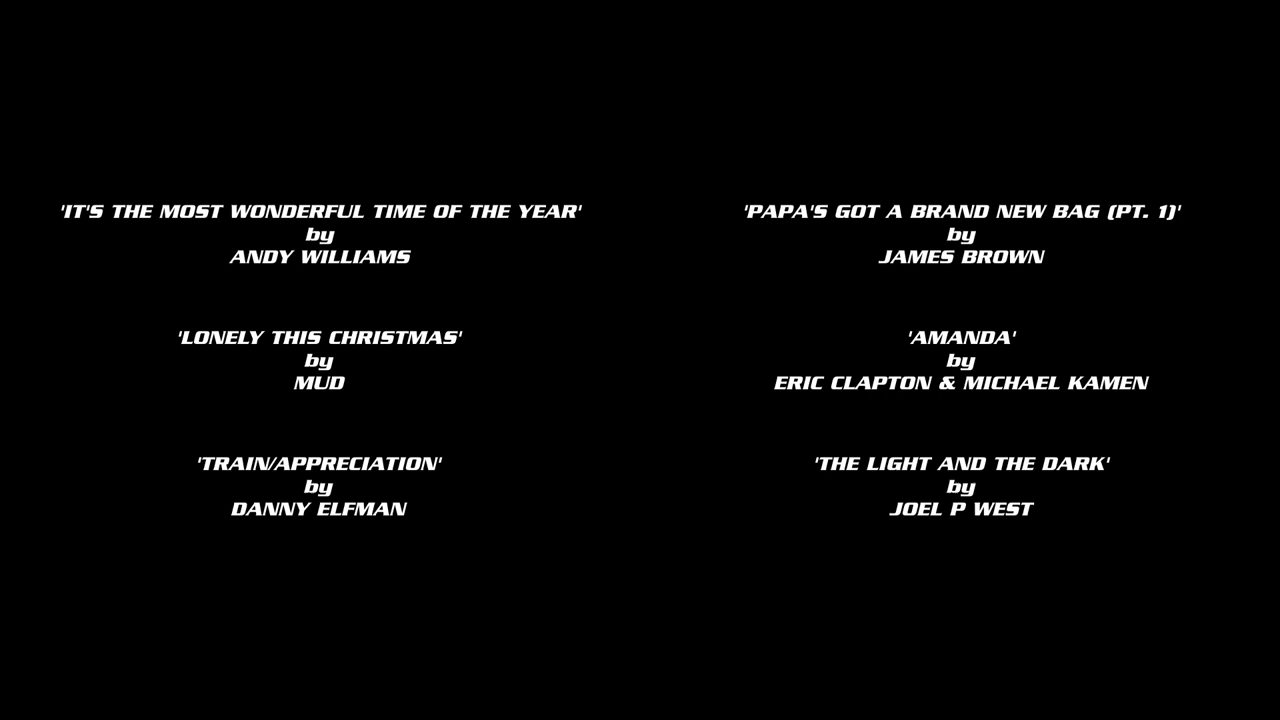 'IT'S THE MOST WONDERFUL TIME OF THE YEAR'
by
ANDY WILLIAMS
'LONELY THIS CHRISTMAS'
by
MUD
'TRAIN/APPRECIATION'
by
DANNY ELFMAN
'PAPA'S GOT A BRAND NEW BAG (PT. 1)'
by
JAMES BROWN
'AMANDA'
by
ERIC CLAPTON & MICHAEL KAMEN
'THE LIGHT AND THE DARK'
by
JOEL P WEST